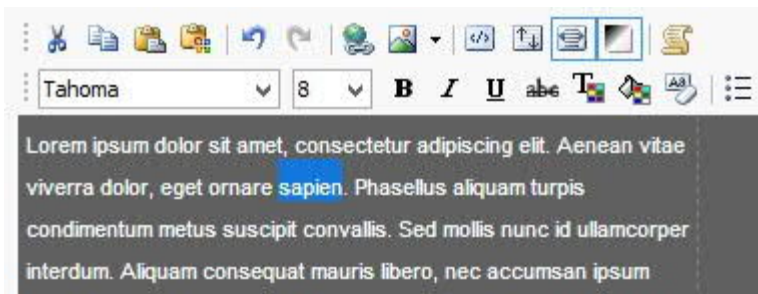 Tahoma 8 B I U abc T AB
Lorem ipsum dolor sit amet, consectetur adipiscing elit. Aenean vitae
viverra dolor, eget ornare sapien. Phasellus aliquam turpis
condimentum metus suscipit convallis. Sed mollis nunc id ullamcorper
interdum. Aliquam consequat mauris libero, nec accumsan ipsum